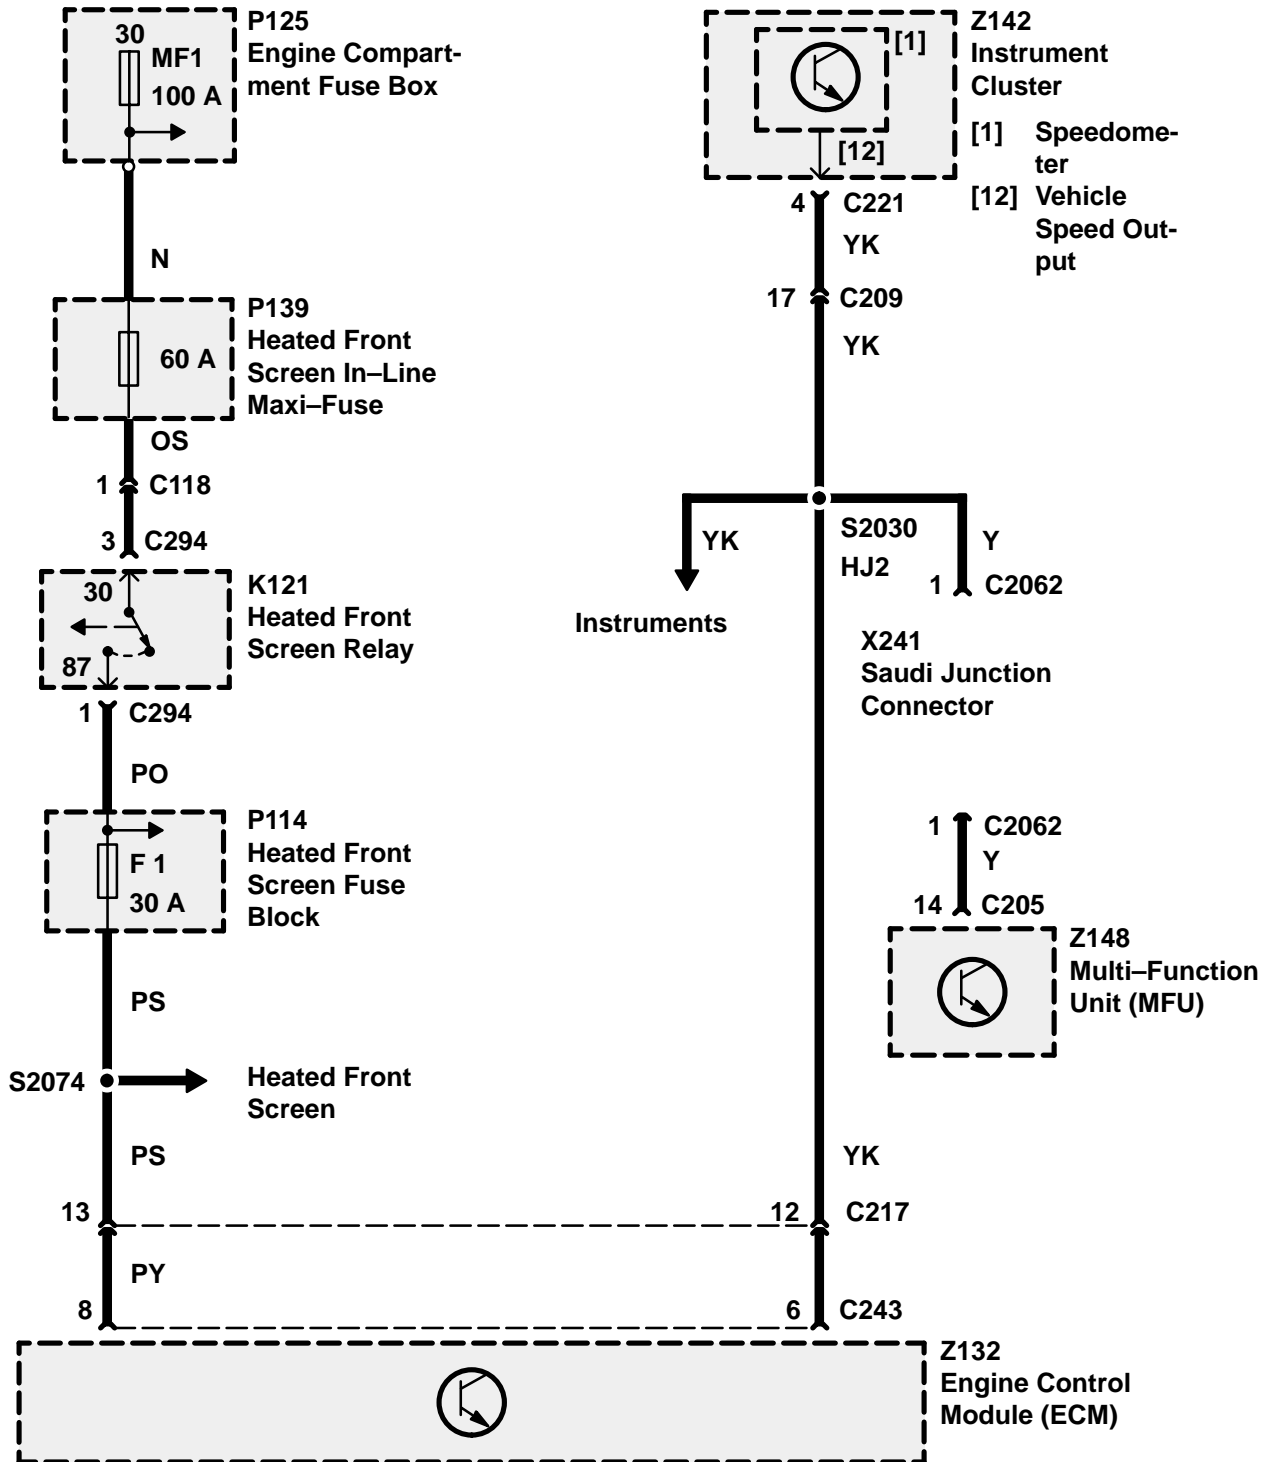 30
MF1
100 A
P125
Engine Compart-
ment Fuse Box
N
P139
Heated Front
Screen In–Line
Maxi–Fuse
60 A
OS
1 C118
3 C294
30
87
K121
Heated Front
Screen Relay
1 C294
PO
F 1
30 A
P114
Heated Front
Screen Fuse
Block
PS
S2074
Heated Front
Screen
PS
13
PY
8
[1]
[12]
Z142
Instrument
Cluster
[1] Speedome-
ter
[12] Vehicle
Speed Out-
put
4 C221
YK
17 C209
YK
YK
Instruments
S2030
HJ2
Y
1 C2062
X241
Saudi Junction
Connector
1 C2062
Y
14 C205
Z148
Multi–Function
Unit (MFU)
YK
12 C217
6 C243
Z132
Engine Control
Module (ECM)